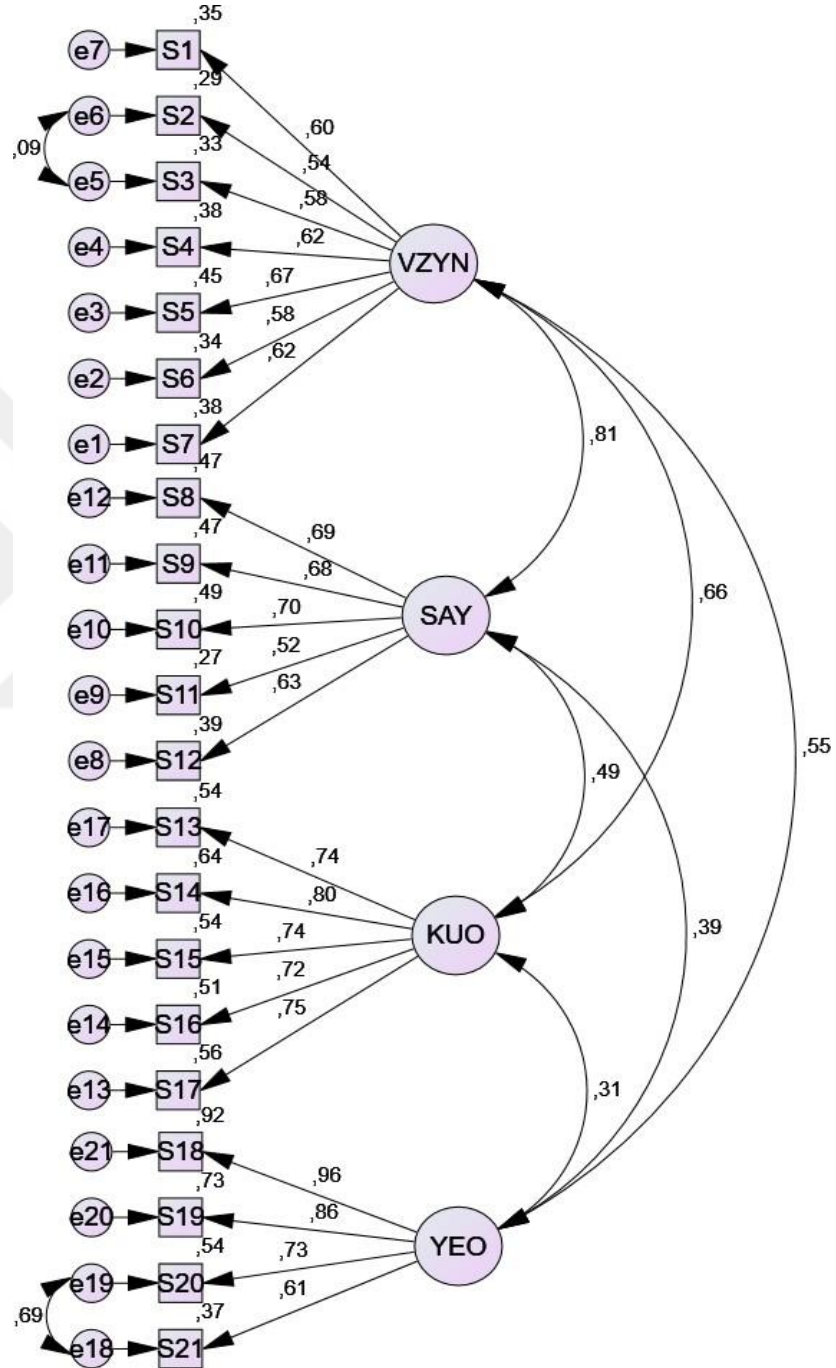 ,35
e7 S1
,29
,60
e6 S2
,54
,09
,33
e5 S3
,58
,38
e4 S4
,62
VZYN
,45
,67
e3 S5
,58
,34
e2 S6
,62
,38
e1 S7
,81
,47
e12 S8
,69
,47
e11 S9
,68
,49
e10 S10
,70
SAY
,66
,27
,52
e9 S11
,63
,39
e8 S12
,55
,49
,54
e17 S13
,74
,64
e16 S14
,80
,54
KUO
,39
e15 S15
,74
,51
,72
e14 S16
,75
,56
e13 S17
,31
,92
e21 S18
,96
,73
e20 S19
,86
YEO
,54
,73
e19 S20
,61
,69
,37
e18 S21